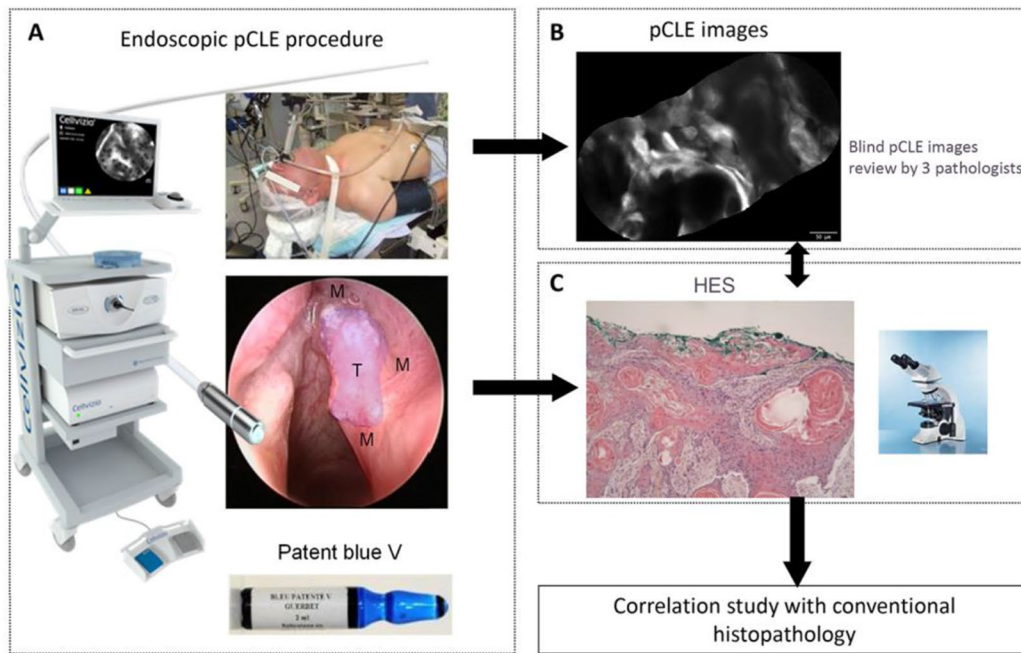 A
Endoscopic pCLE procedure
Cellvizio
Cellvizio
Cellvizio
M
T
M
M
Patent blue V
BLEU PATENTE V
GUERBET
2 ml
B
pCLE images
Blind pCLE images
review by 3 pathologists
50 µm
C
HES
Correlation study with conventional
histopathology